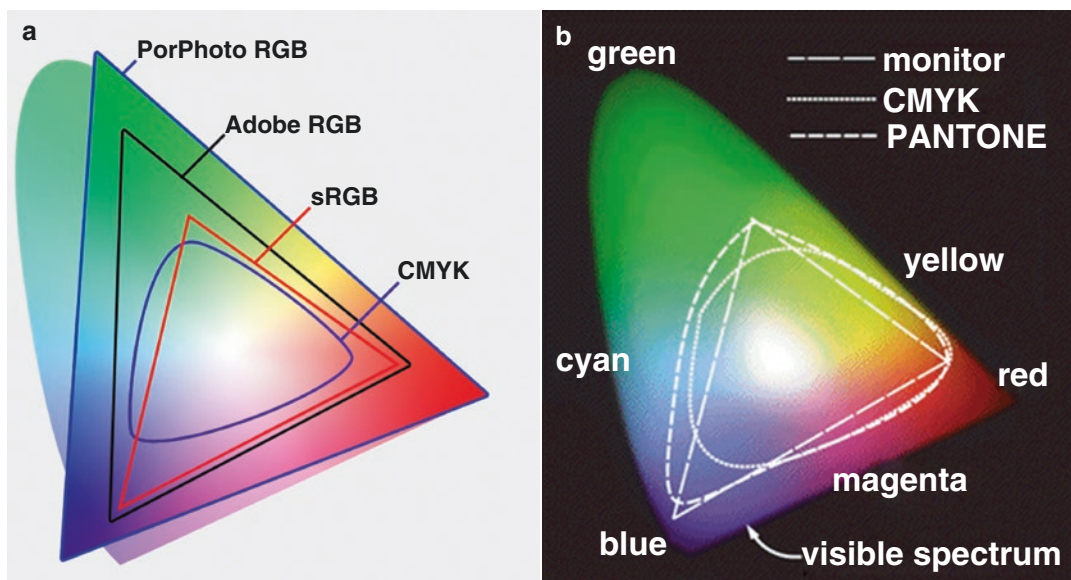 a
PorPhoto RGB
Adobe RGB
sRGB
CMYK
b
green
monitor
CMYK
PANTONE
yellow
cyan
red
magenta
blue
visible spectrum